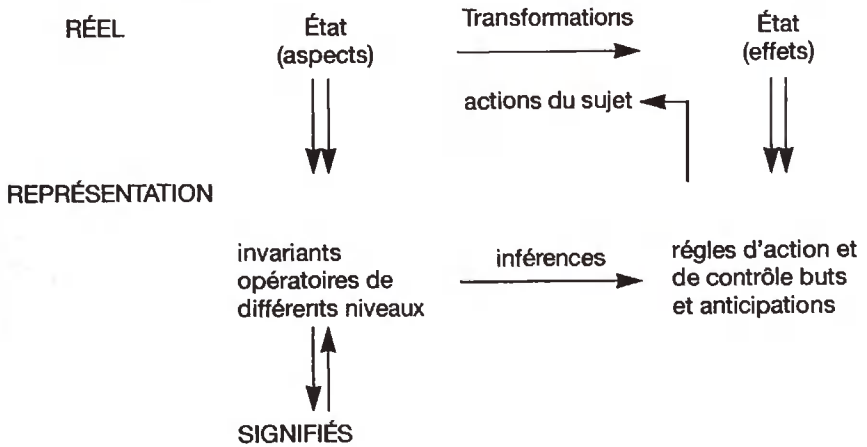 RÉEL
État
(aspects)
Transformations
État
(effets)
actions du sujet
REPRÉSENTATION
invariants
opératoires de
différents niveaux
inférences
régles d'action et
de contrôle buts
et anticipations
SIGNIFIÉS